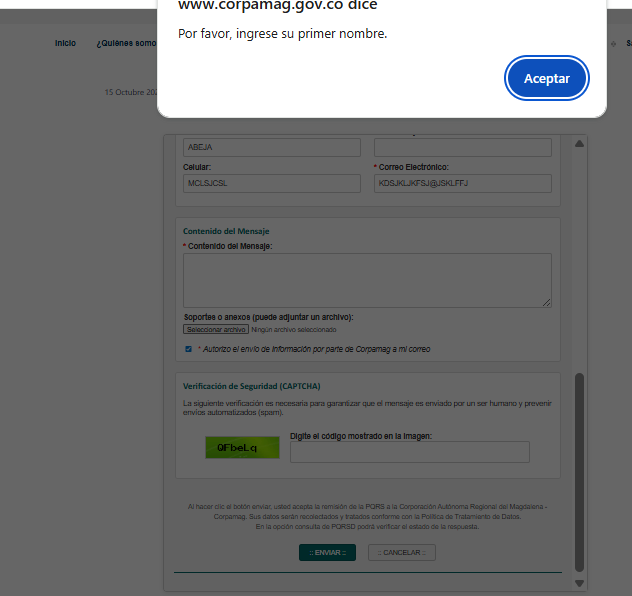 www.corpamag.gov.co dice
Por favor, ingrese su primer nombre.
Aceptar
Inicio ¿Quiénes somo
15 Octubre 202
ABEJA
Celular: * Correo Electrónico:
MCLSJCSL KDSJKLJKFSJ@JSKLFFJ
Contenido del Mensaje
* Contenido del Mensaje:
Soportes o anexos (puede adjuntar un archivo):
Seleccionar archivo Ningún archivo seleccionado
* Autorizo el envío de información por parte de Corpamag a mi correo
Verificación de Seguridad (CAPTCHA)
La siguiente verificación es necesaria para garantizar que el mensaje es enviado por un ser humano y prevenir
envíos automatizados (spam).
Digite el código mostrado en la imagen:
QFbeLq
Al hacer clic el botón enviar, usted acepta la remisión de la PQRS a la Corporación Autónoma Regional del Magdalena -
Corpamag. Sus datos serán recolectados y tratados conforme con la Política de Tratamiento de Datos.
En la opción consulta de PQRSD podrá verificar el estado de la respuesta.
:: ENVIAR :: :: CANCELAR ::